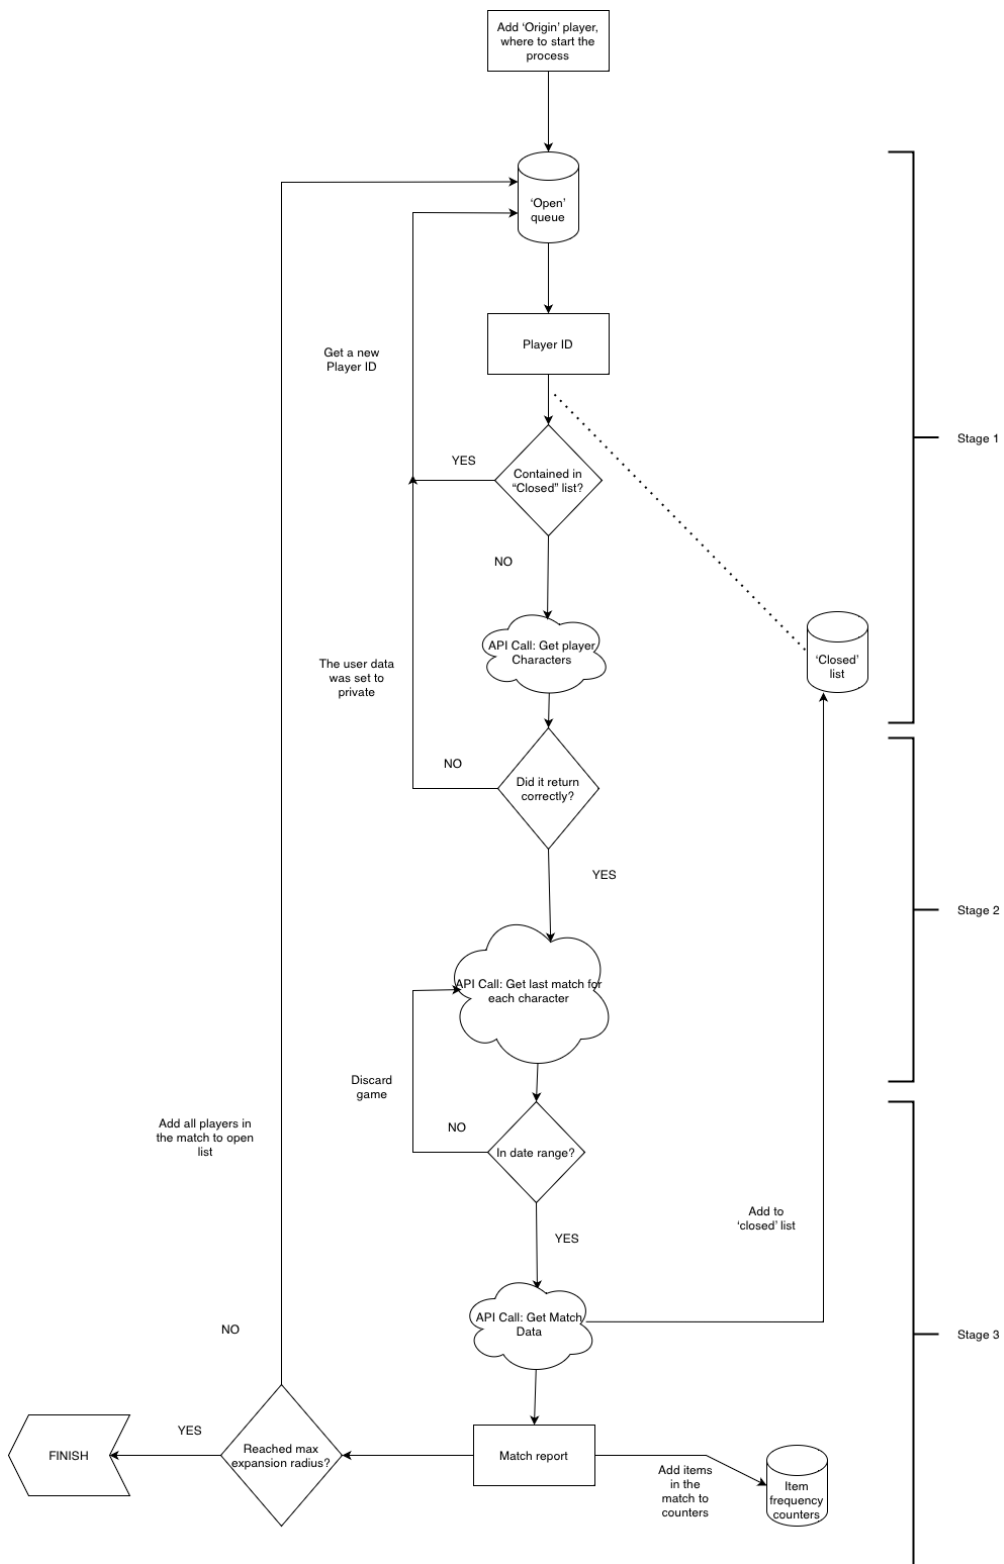 Add ‘Origin’ player,
where to start the
process
‘Open’
queue
Player ID
Get a new
Player ID
Stage 1
YES
Contained in
“Closed” list?
NO
API Call: Get player
Characters
The user data
was set to
private
‘Closed’
list
NO
Did it return
correctly?
YES
Stage 2
API Call: Get last match for
each character
Discard
game
NO
In date range?
Add all players in
the match to open
list
YES
Add to
‘closed’ list
API Call: Get Match
Data
NO
Stage 3
FINISH
YES
Reached max
expansion radius?
Match report
Add items
in the
match to
counters
Item
frequency
counters